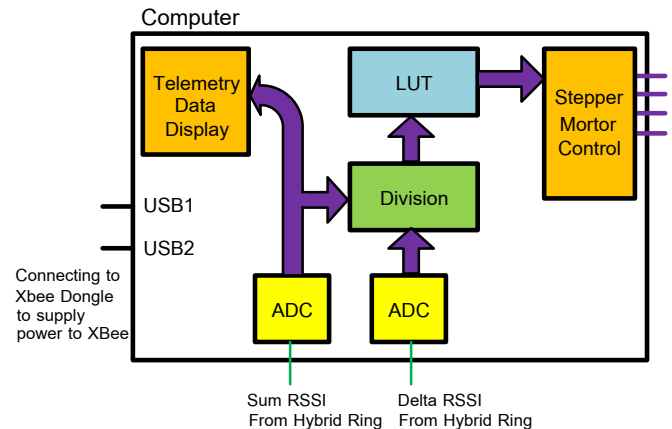 Computer
Telemetry
Data
Display
LUT
Stepper
Mortor
Control
USB1
Division
USB2
Connecting to
Xbee Dongle
to supply
power to XBee
ADC
ADC
Sum RSSI
From Hybrid Ring
Delta RSSI
From Hybrid Ring